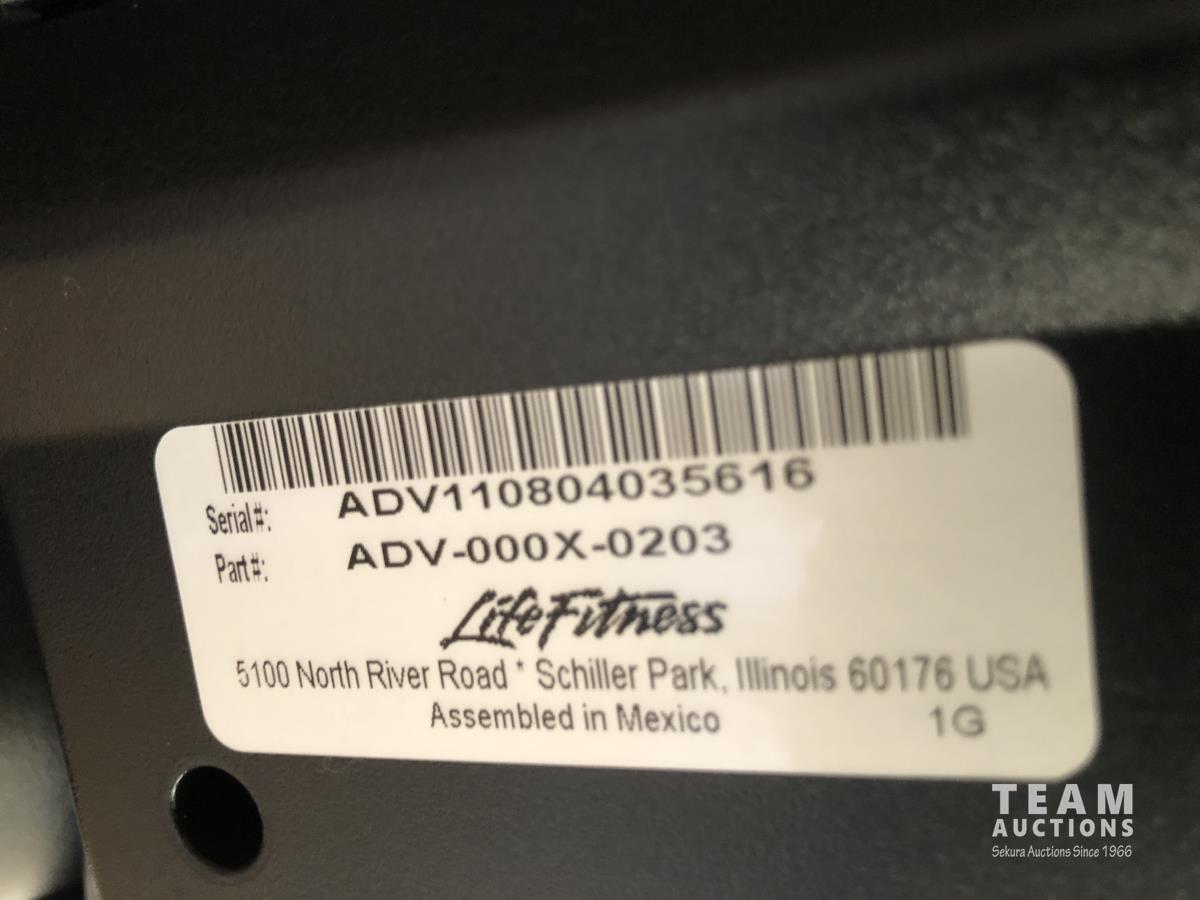 Serial#: ADV110804035616
Part#: ADV-000X-0203
LifeFitness
5100 North River Road * Schiller Park, Illinois 60176 USA
Assembled in Mexico 1G
TEAM
AUCTIONS
Sekura Auctions Since 1966